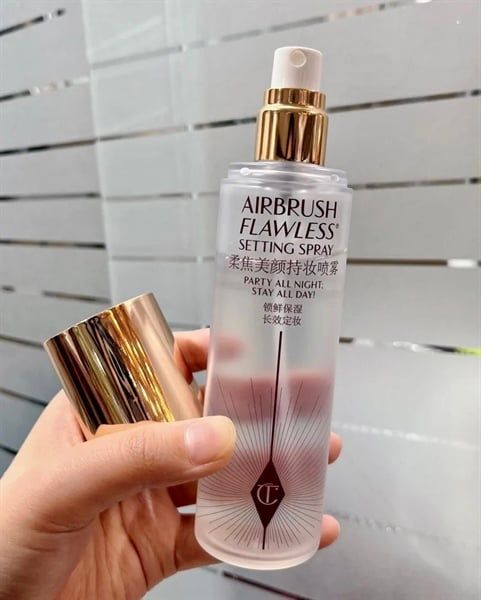 AIRBRUSH
FLAWLESS®
SETTING SPRAY
柔焦美颜持妆喷雾
PARTY ALL NIGHT,
STAY ALL DAY!
锁鲜保湿
长效定妆
CT